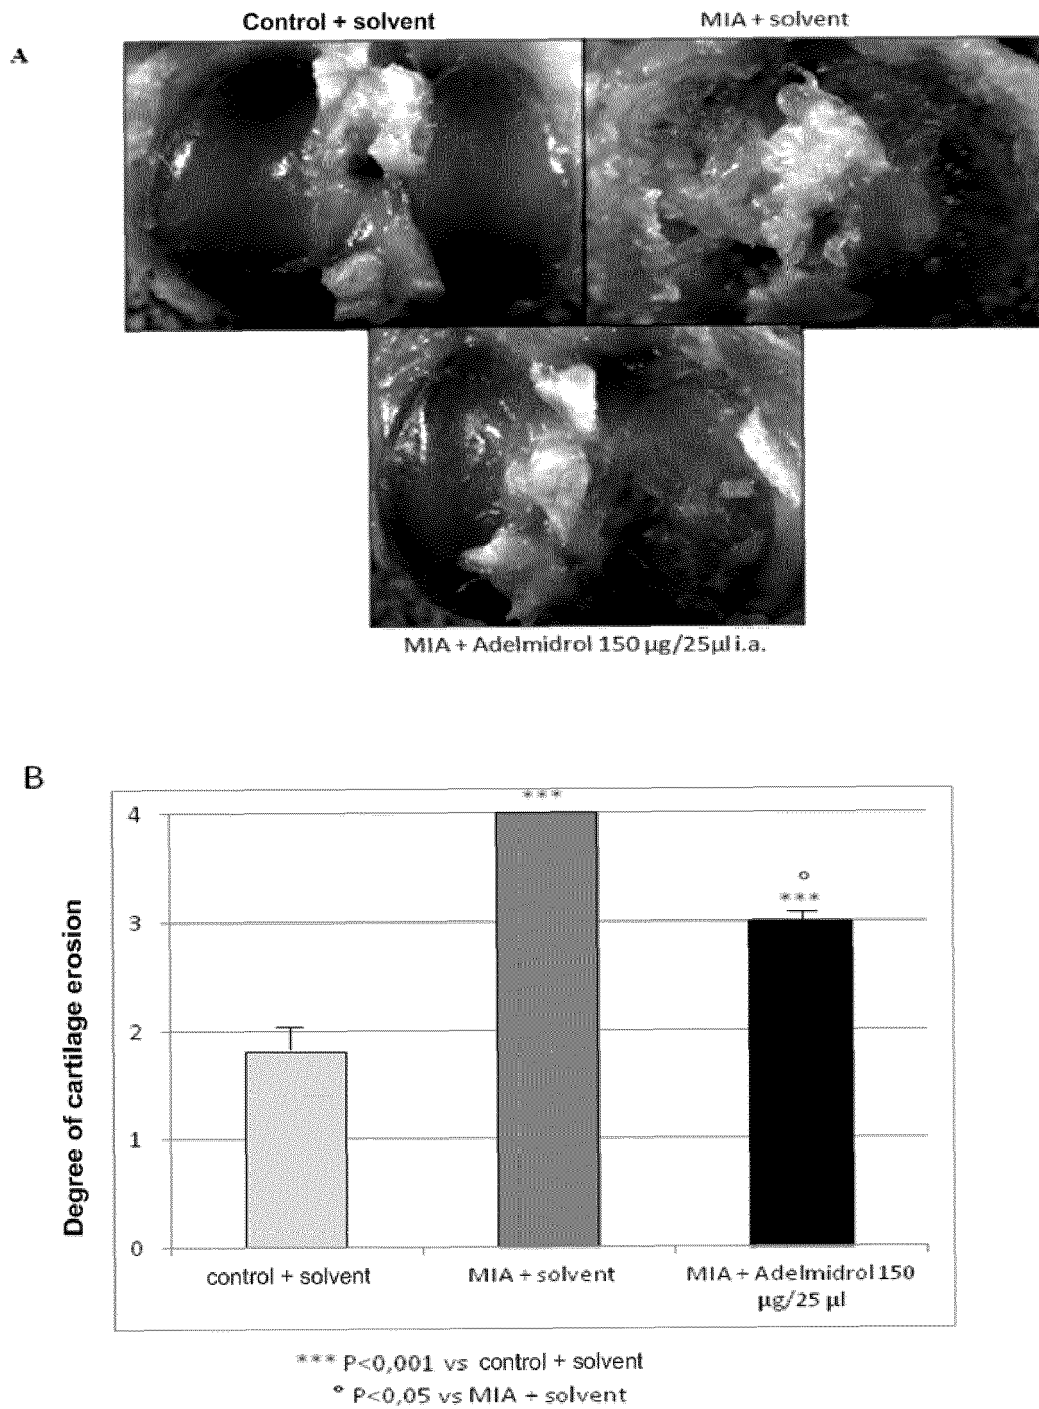 Control + solvent
MIA + solvent
A
MIA + Adelmidrol 150 µg/25µl i.a.
B
***
4
°
***
3
2
1
0
Degree of cartilage erosion
control + solvent
MIA + solvent
MIA + Adelmidrol 150
µg/25 µl
*** P<0,001 vs control + solvent
° P<0,05 vs MIA + solvent